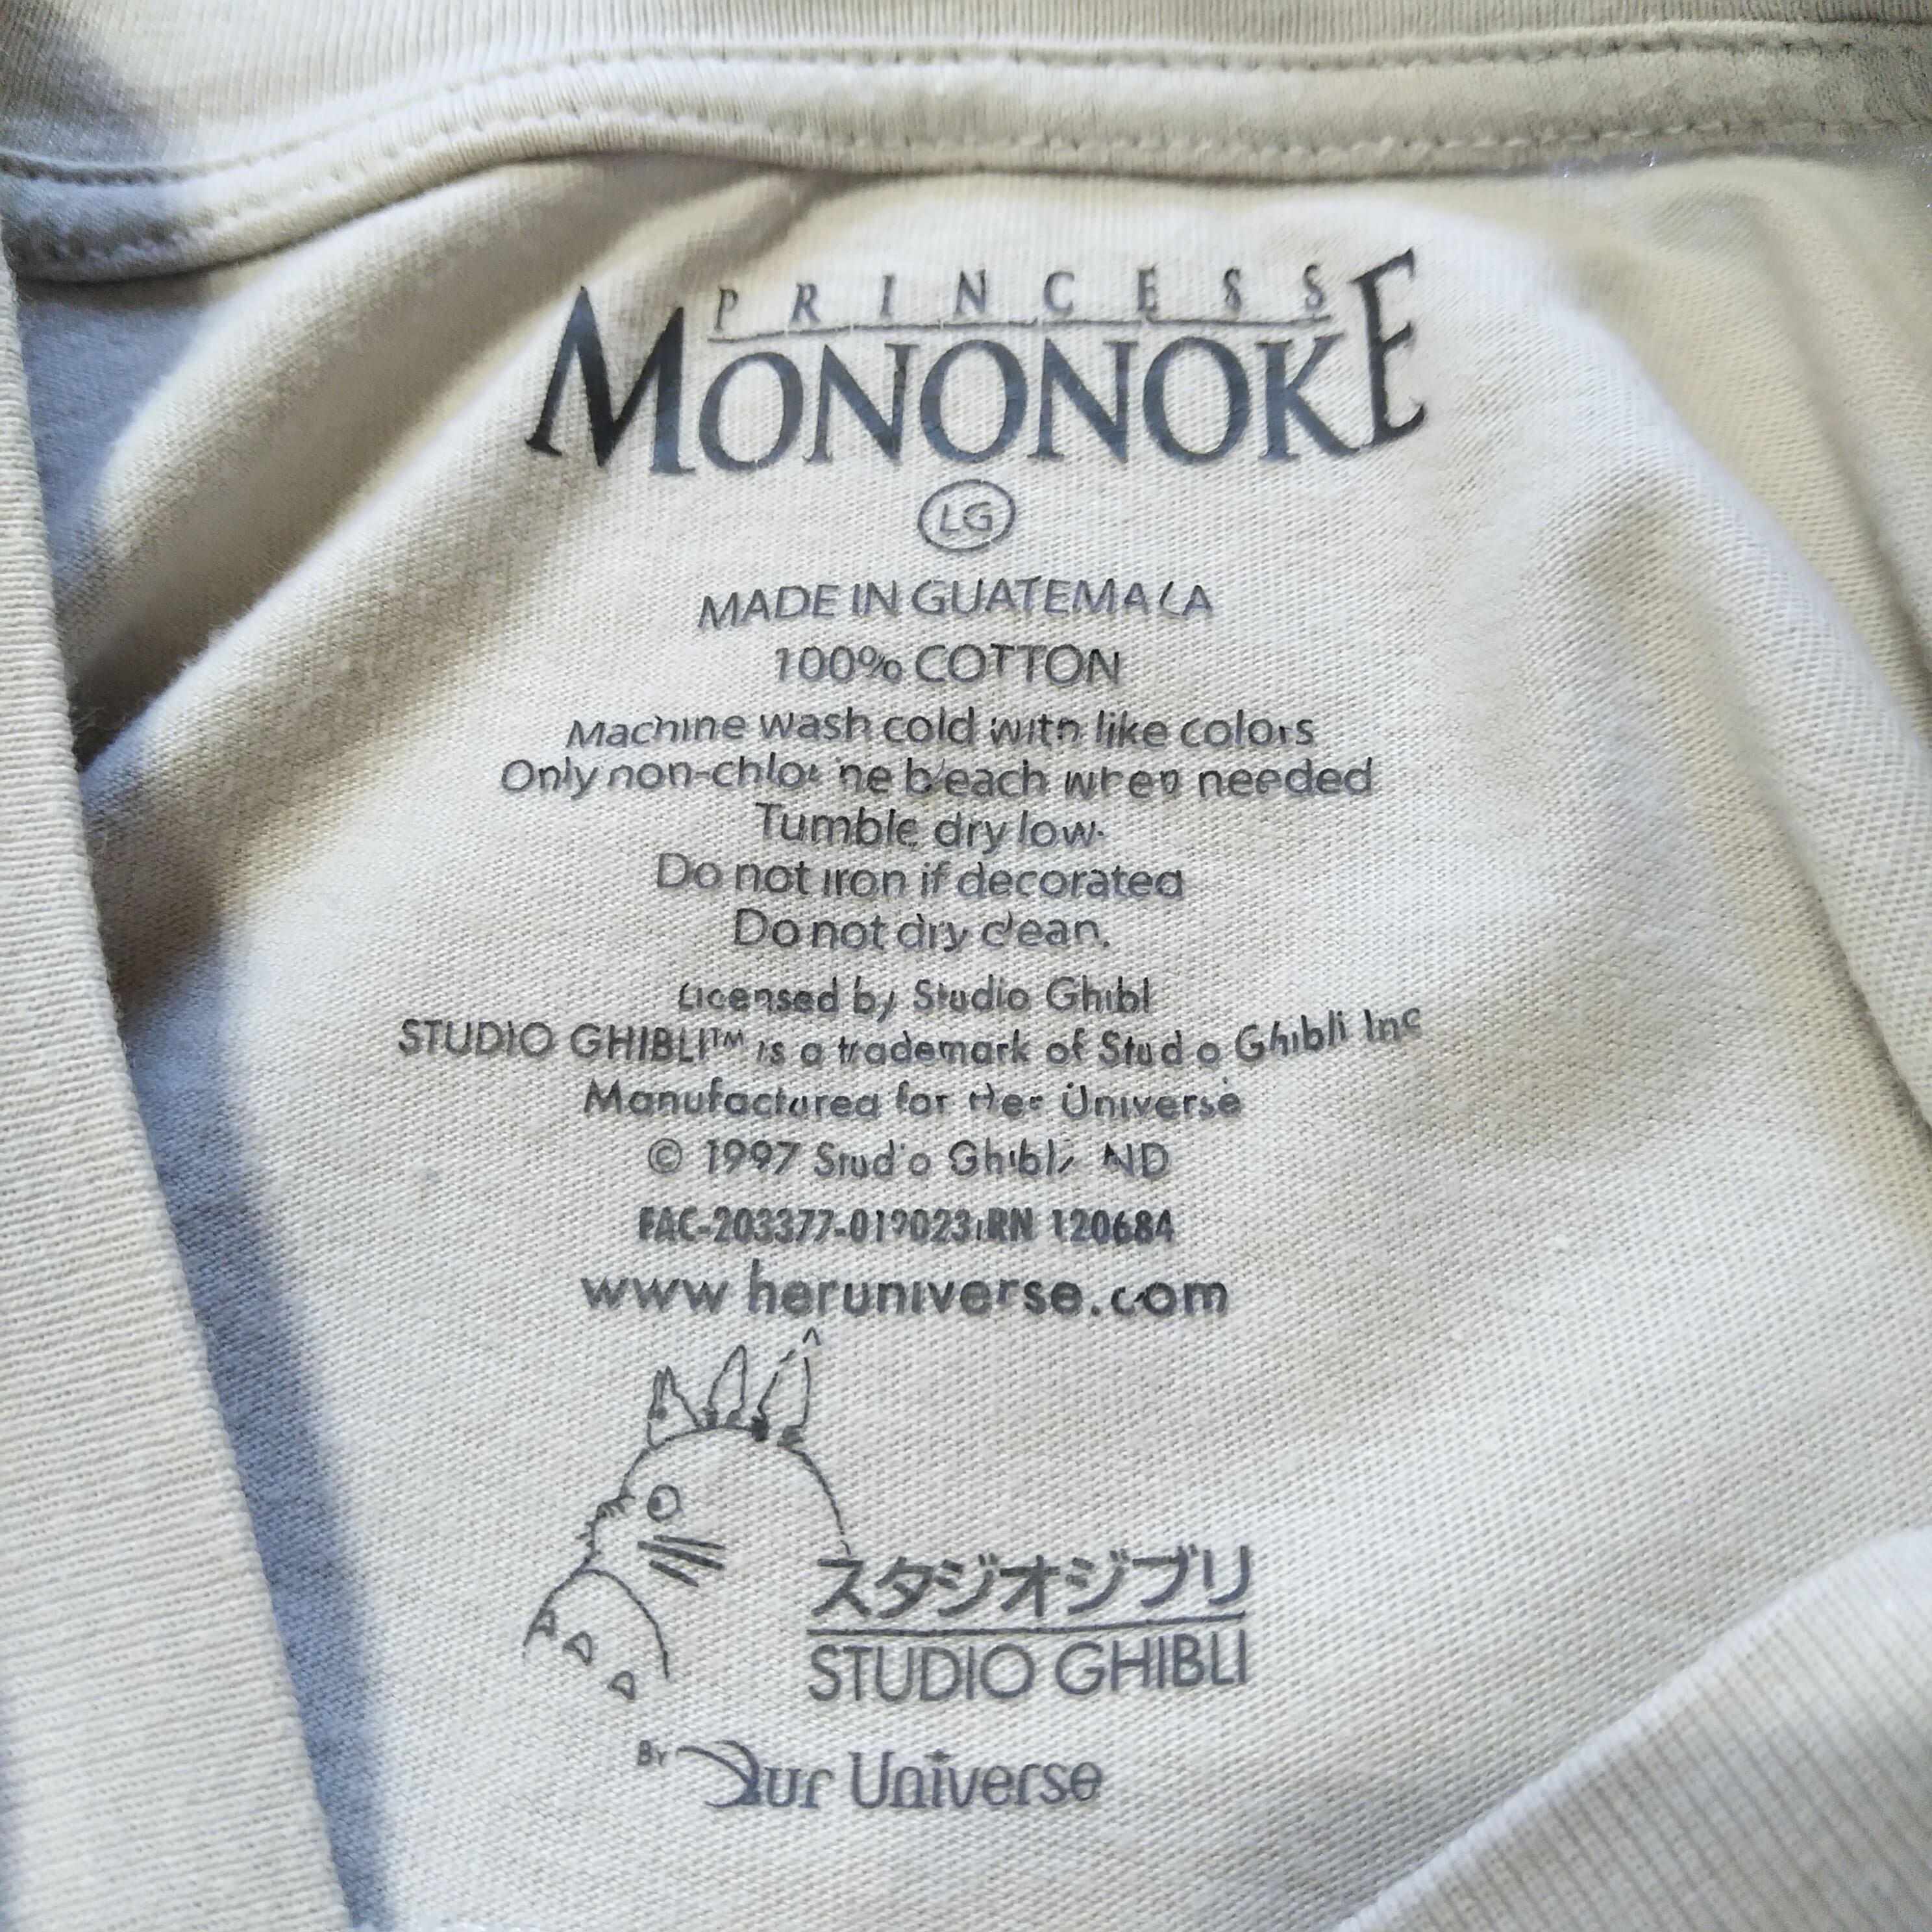 PRINCESS
MONONOKE
LG
MADE IN GUATEMALA
100% COTTON
Machine wash cold with like colors
Only non-chlorine bleach when needed
Tumble dry low.
Do not iron if decorated
Do not dry clean.
Licensed by Studio Ghibli
STUDIO GHIBLI™ is a trademark of Studio Ghibli Inc
Manufactured for Her Universe
© 1997 Studio Ghibli, ND
FAC-203377-019023;RN 120684
www heruniverse.com
スタジオジブリ
STUDIO GHIBLI
BY Our Universe